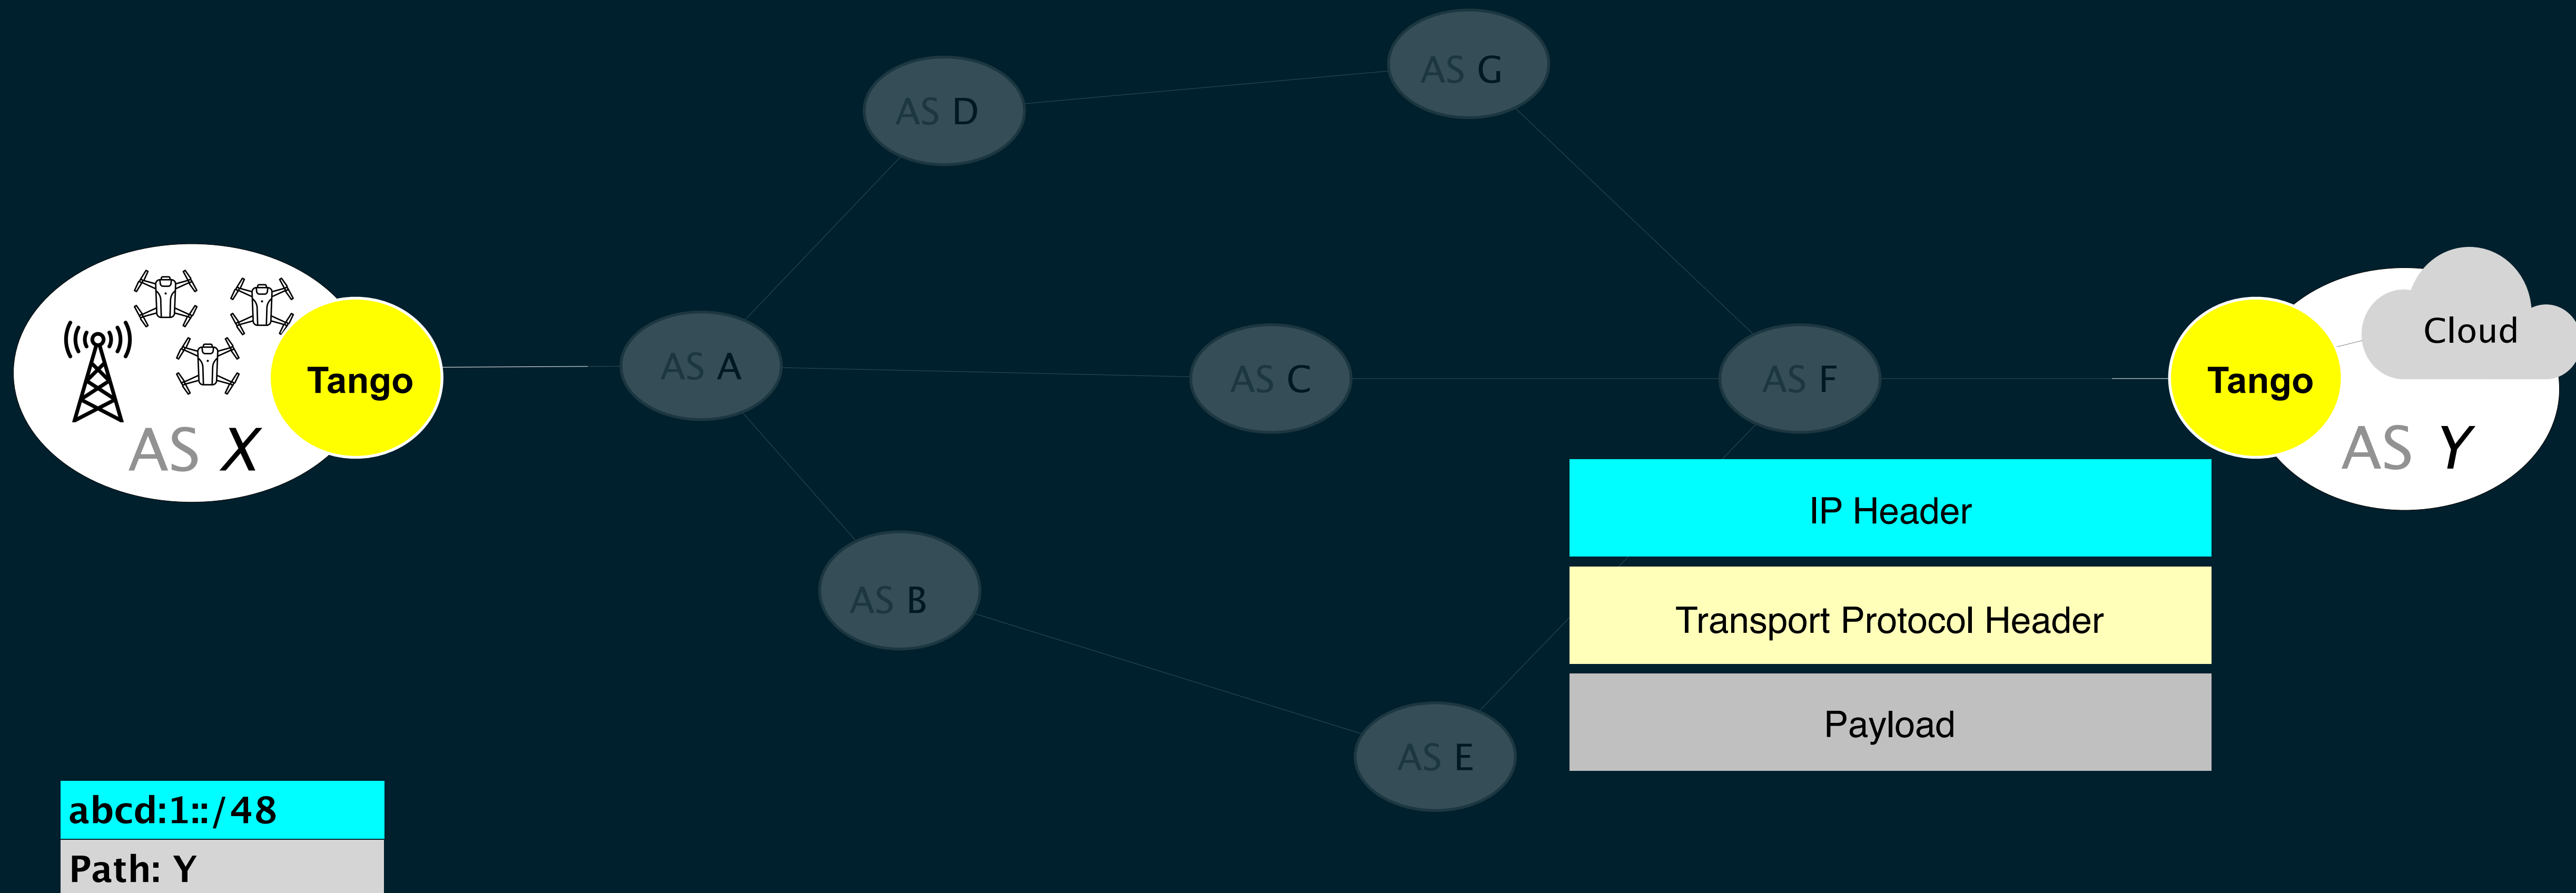 AS G
AS D
Cloud
AS A
AS C
AS F
Tango
Tango
AS X
AS Y
IP Header
AS B
Transport Protocol Header
Payload
AS E
abcd:1::/48
Path: Y